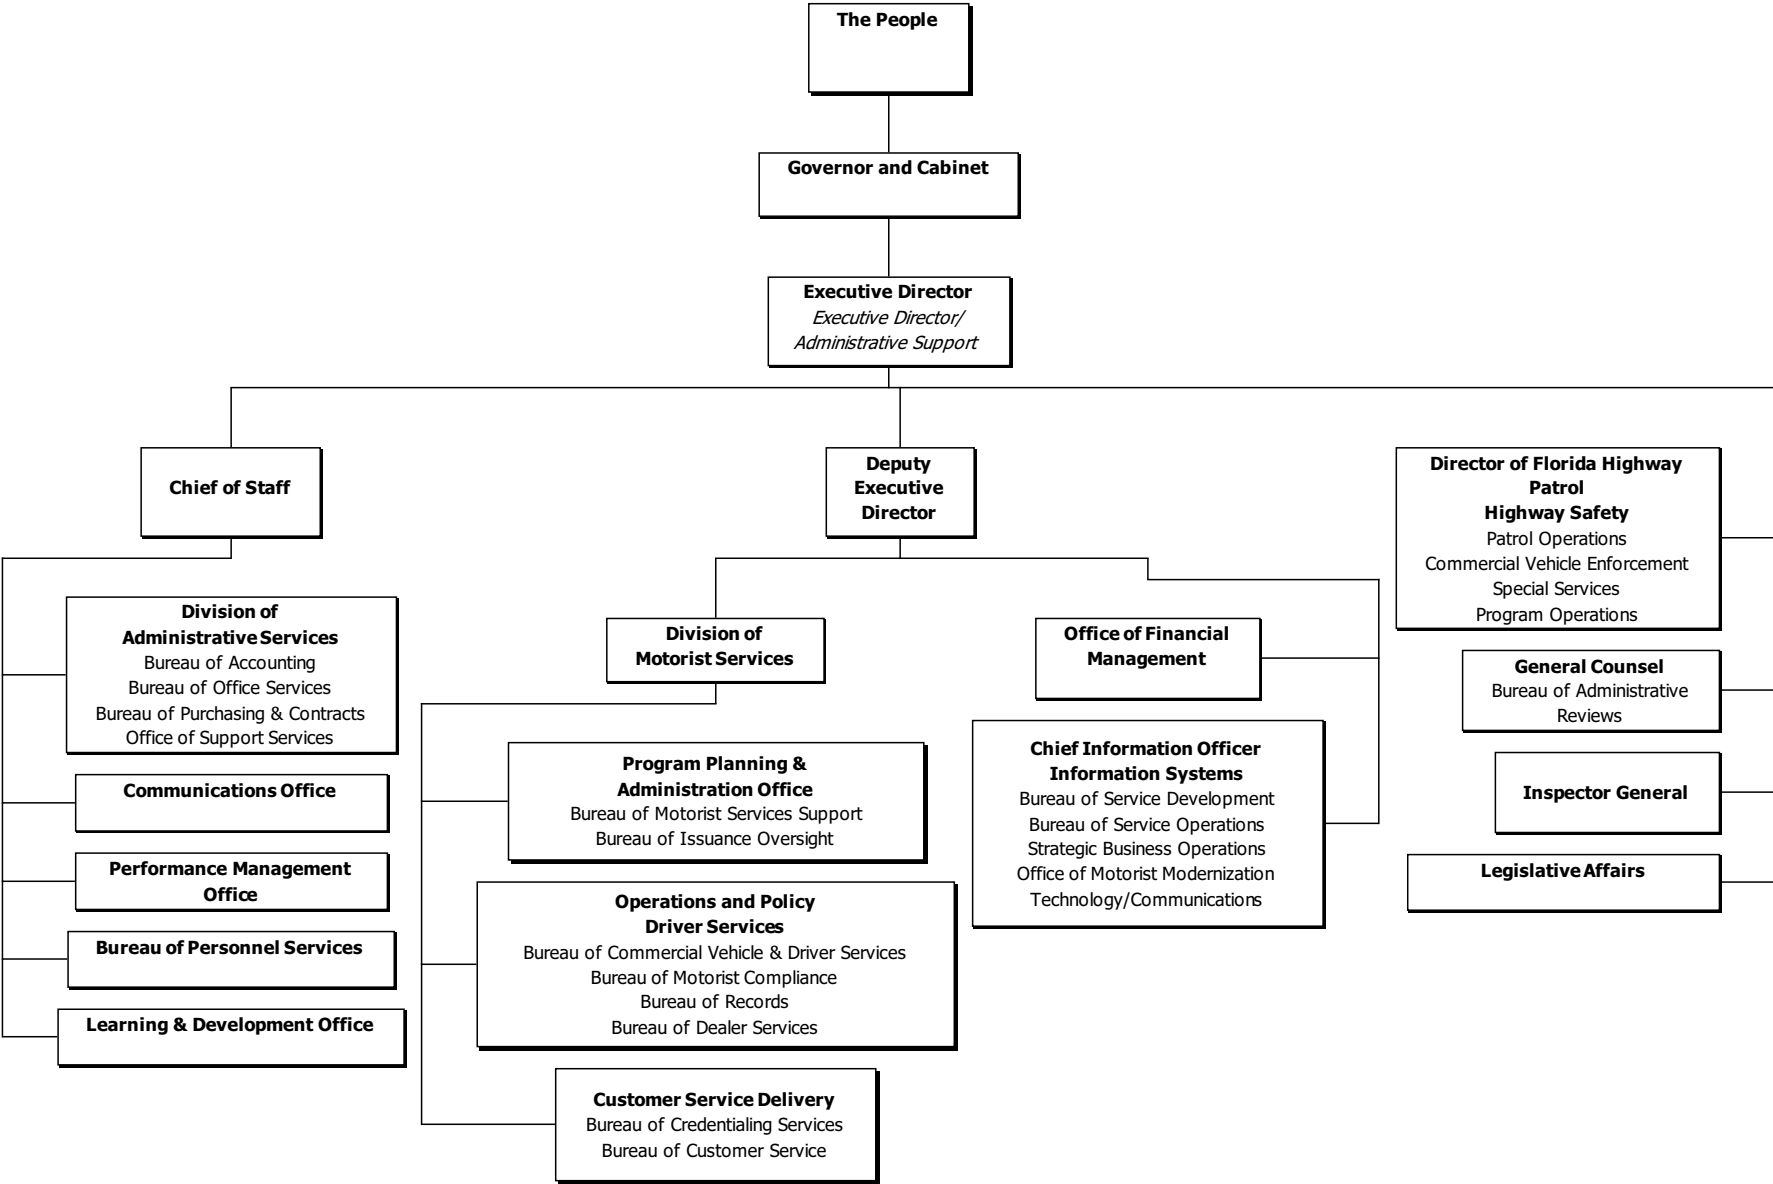 The People
Governor and Cabinet
Executive Director
Executive Director/
Administrative Support
Chief of Staff
Division of
Administrative Services
Bureau of Accounting
Bureau of Office Services
Bureau of Purchasing & Contracts
Office of Support Services
Communications Office
Performance Management
Office
Bureau of Personnel Services
Learning & Development Office
Deputy
Executive
Director
Division of
Motorist Services
Program Planning &
Administration Office
Bureau of Motorist Services Support
Bureau of Issuance Oversight
Operations and Policy
Driver Services
Bureau of Commercial Vehicle & Driver Services
Bureau of Motorist Compliance
Bureau of Records
Bureau of Dealer Services
Customer Service Delivery
Bureau of Credentialing Services
Bureau of Customer Service
Office of Financial
Management
Chief Information Officer
Information Systems
Bureau of Service Development
Bureau of Service Operations
Strategic Business Operations
Office of Motorist Modernization
Technology/Communications
Director of Florida Highway
Patrol
Highway Safety
Patrol Operations
Commercial Vehicle Enforcement
Special Services
Program Operations
General Counsel
Bureau of Administrative
Reviews
Inspector General
Legislative Affairs